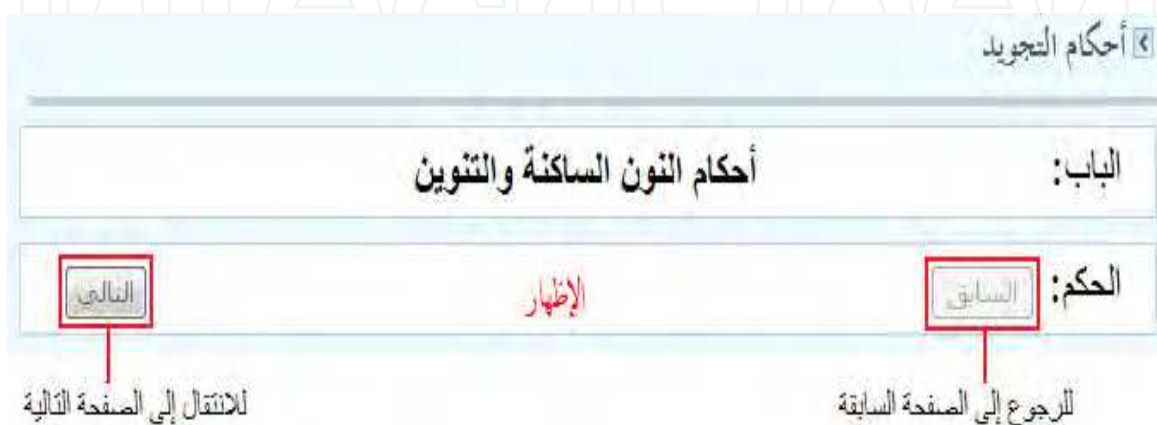 أحكام التجويد
الباب: أحكام النون الساكنة والتنوين
الحكم: السابق الإظهار التالي
للرجوع إلى الصفحة السابقة للانتقال إلى الصفحة التالية